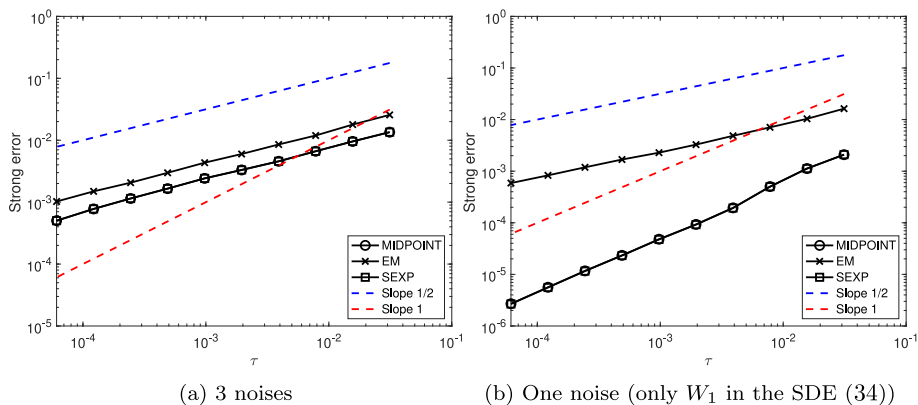 10^0
10^-1
10^-2
10^-3
10^-4
10^-5
Strong error
MIDPOINT
EM
SEXP
Slope 1/2
Slope 1
10^-4
10^-3
10^-2
10^-1
τ
(a) 3 noises
10^0
10^-1
10^-2
10^-3
10^-4
10^-5
10^-6
Strong error
MIDPOINT
EM
SEXP
Slope 1/2
Slope 1
10^-4
10^-3
10^-2
10^-1
τ
(b) One noise (only W_1 in the SDE (34))